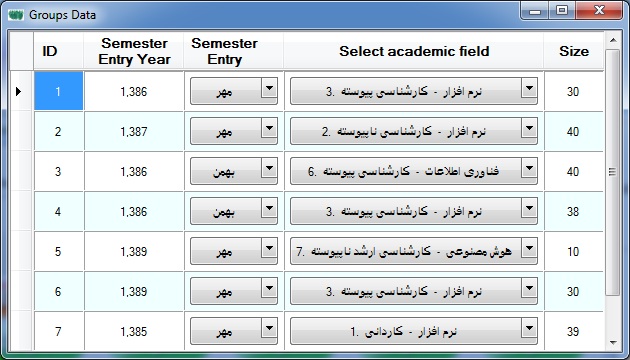 Groups Data
ID Semester Entry Year Semester Entry Select academic field Size
1 1,386 مهر 3. نرم افزار - کارشناسی پیوسته 30
2 1,387 مهر 2. نرم افزار - کارشناسی ناپیوسته 40
3 1,386 بهمن 6. فناوری اطلاعات - کارشناسی پیوسته 40
4 1,386 بهمن 3. نرم افزار - کارشناسی پیوسته 38
5 1,389 مهر 7. هوش مصنوعی - کارشناسی ارشد ناپیوسته 10
6 1,389 مهر 3. نرم افزار - کارشناسی پیوسته 30
7 1,385 مهر 1. نرم افزار - کاردانی 39